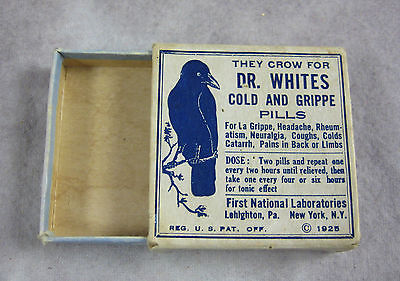 THEY CROW FOR
DR. WHITES
COLD AND GRIPPE
PILLS
For La Grippe, Headache, Rheum-
atism, Neuralgia, Coughs, Colds
Catarrh, Pains in Back or Limbs
DOSE: Two pills and repeat one
every two hours until relieved, then
take one every four or six hours
for tonic effect
First National Laboratories
Lehighton, Pa. New York, N.Y.
REG. U.S. PAT. OFF. © 1925